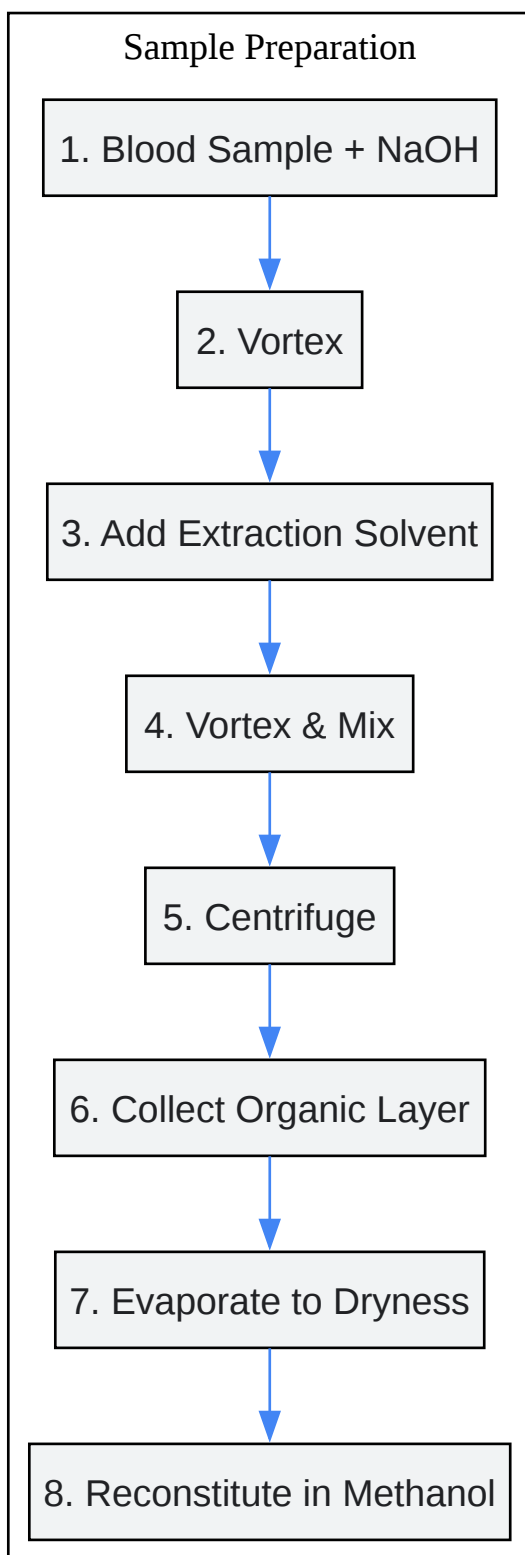 Sample Preparation
1. Blood Sample + NaOH
2. Vortex
3. Add Extraction Solvent
4. Vortex & Mix
5. Centrifuge
6. Collect Organic Layer
7. Evaporate to Dryness
8. Reconstitute in Methanol